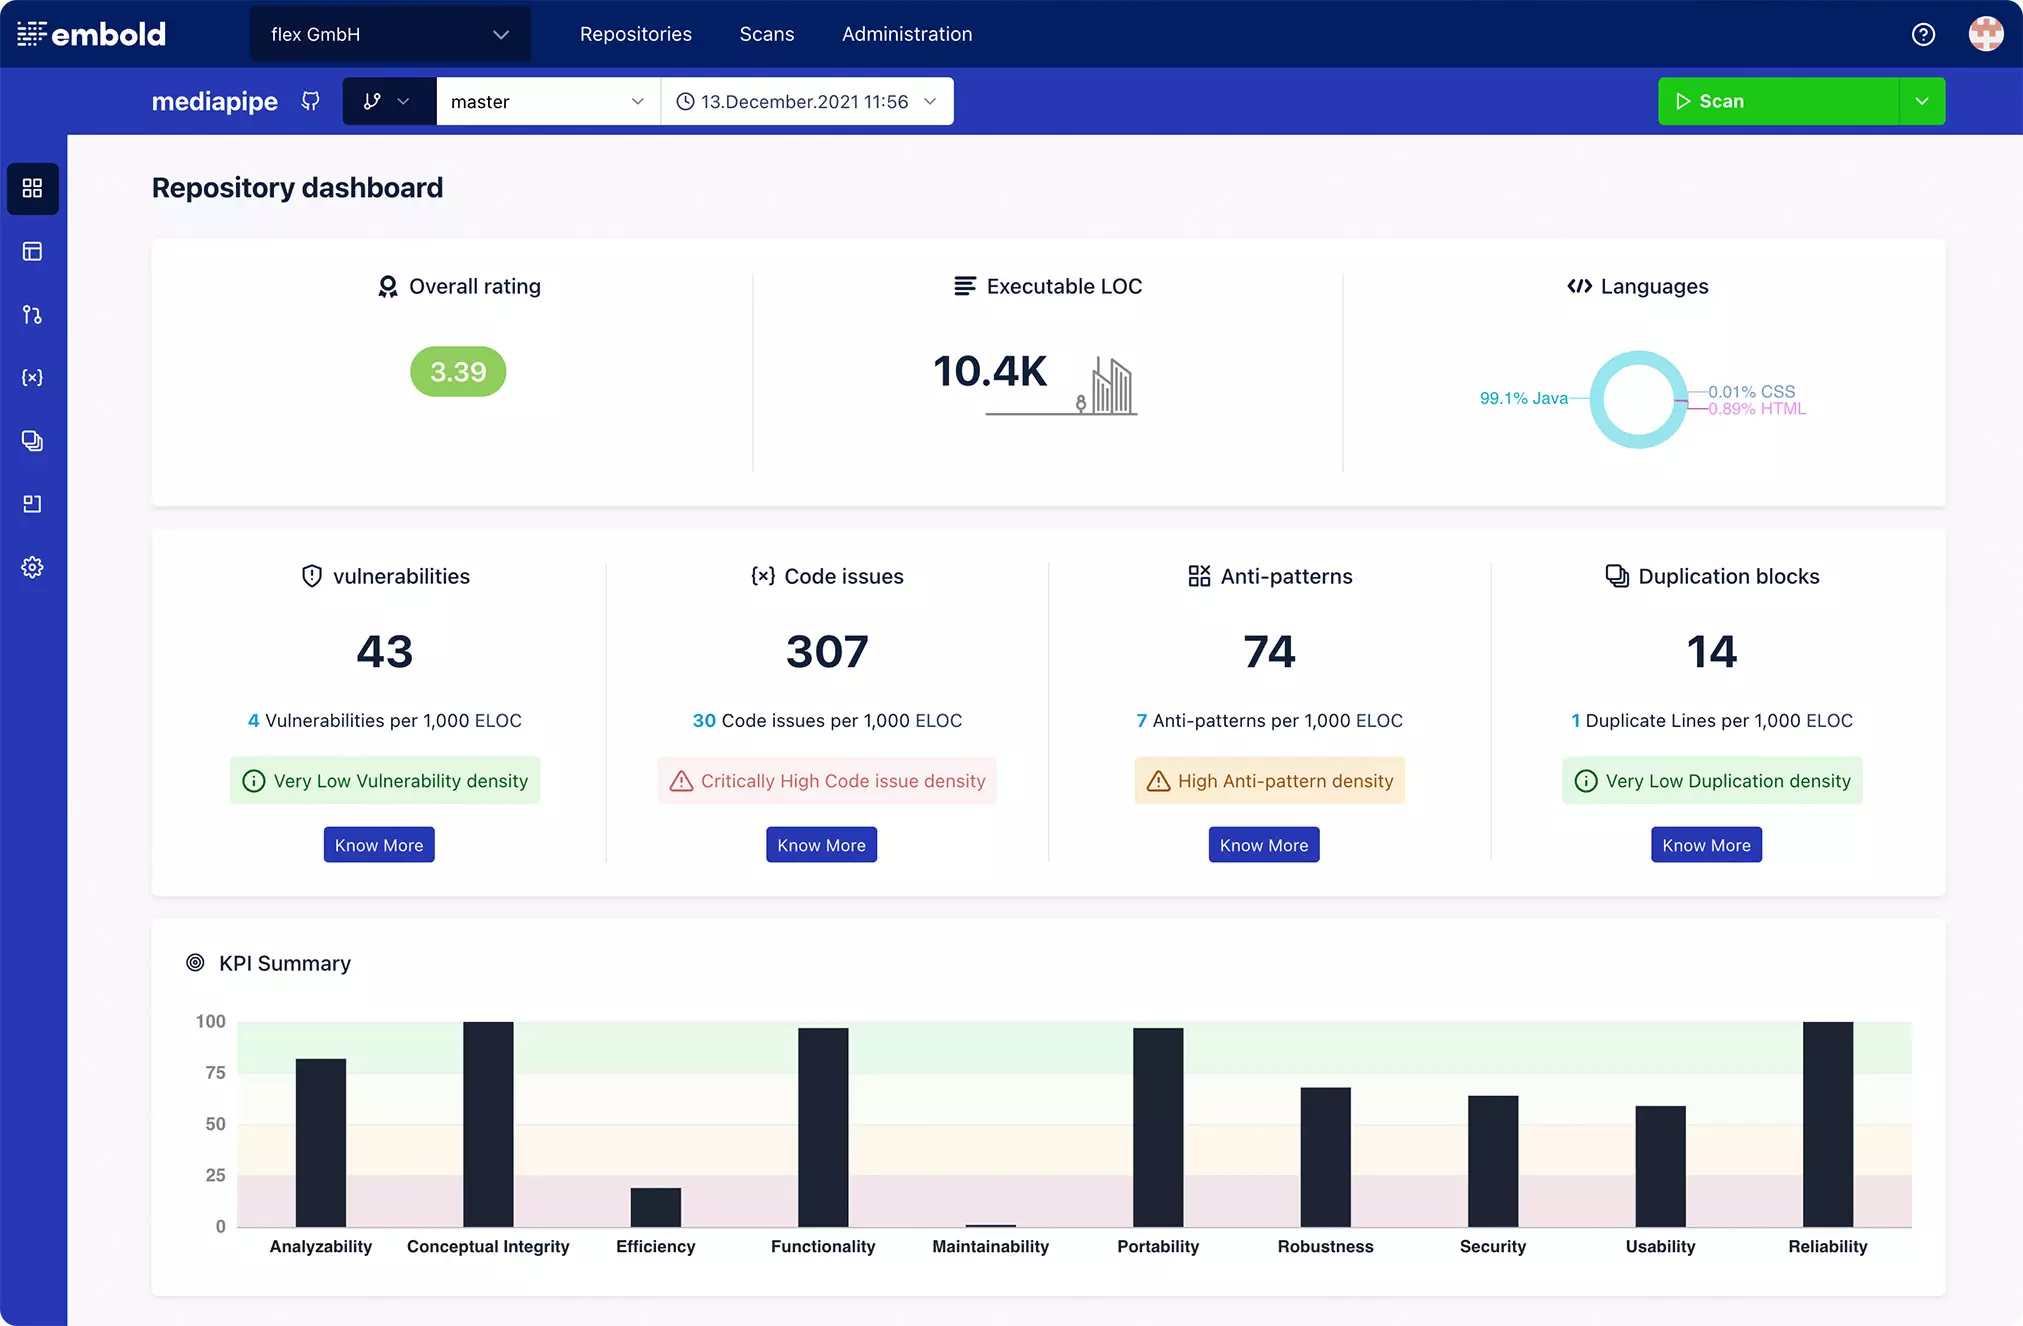 embold
flex GmbH
Repositories
Scans
Administration
mediapipe
master
13.December.2021 11:56
Scan
Repository dashboard
Overall rating
3.39
Executable LOC
10.4K
Languages
99.1% Java
0.01% CSS
0.89% HTML
vulnerabilities
43
4 Vulnerabilities per 1,000 ELOC
Very Low Vulnerability density
Know More
Code issues
307
30 Code issues per 1,000 ELOC
Critically High Code issue density
Know More
Anti-patterns
74
7 Anti-patterns per 1,000 ELOC
High Anti-pattern density
Know More
Duplication blocks
14
1 Duplicate Lines per 1,000 ELOC
Very Low Duplication density
Know More
KPI Summary
100
75
50
25
0
Analyzability
Conceptual Integrity
Efficiency
Functionality
Maintainability
Portability
Robustness
Security
Usability
Reliability